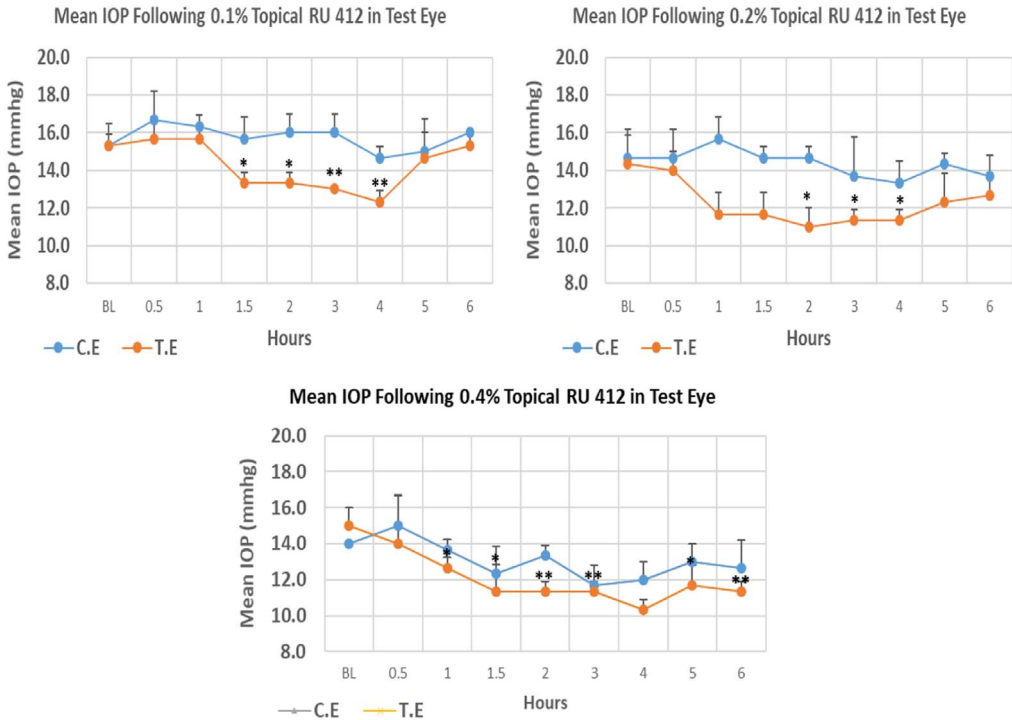 Mean IOP Following 0.1% Topical RU 412 in Test Eye
Mean IOP (mmhg)
20.0
18.0
16.0
14.0
12.0
10.0
8.0
* * ** **
BL 0.5 1 1.5 2 3 4 5 6
Hours
C.E T.E
Mean IOP Following 0.2% Topical RU 412 in Test Eye
Mean IOP (mmhg)
20.0
18.0
16.0
14.0
12.0
10.0
8.0
* * *
BL 0.5 1 1.5 2 3 4 5 6
Hours
C.E T.E
Mean IOP Following 0.4% Topical RU 412 in Test Eye
Mean IOP (mmhg)
20.0
18.0
16.0
14.0
12.0
10.0
8.0
* * ** ** * **
BL 0.5 1 1.5 2 3 4 5 6
Hours
C.E T.E